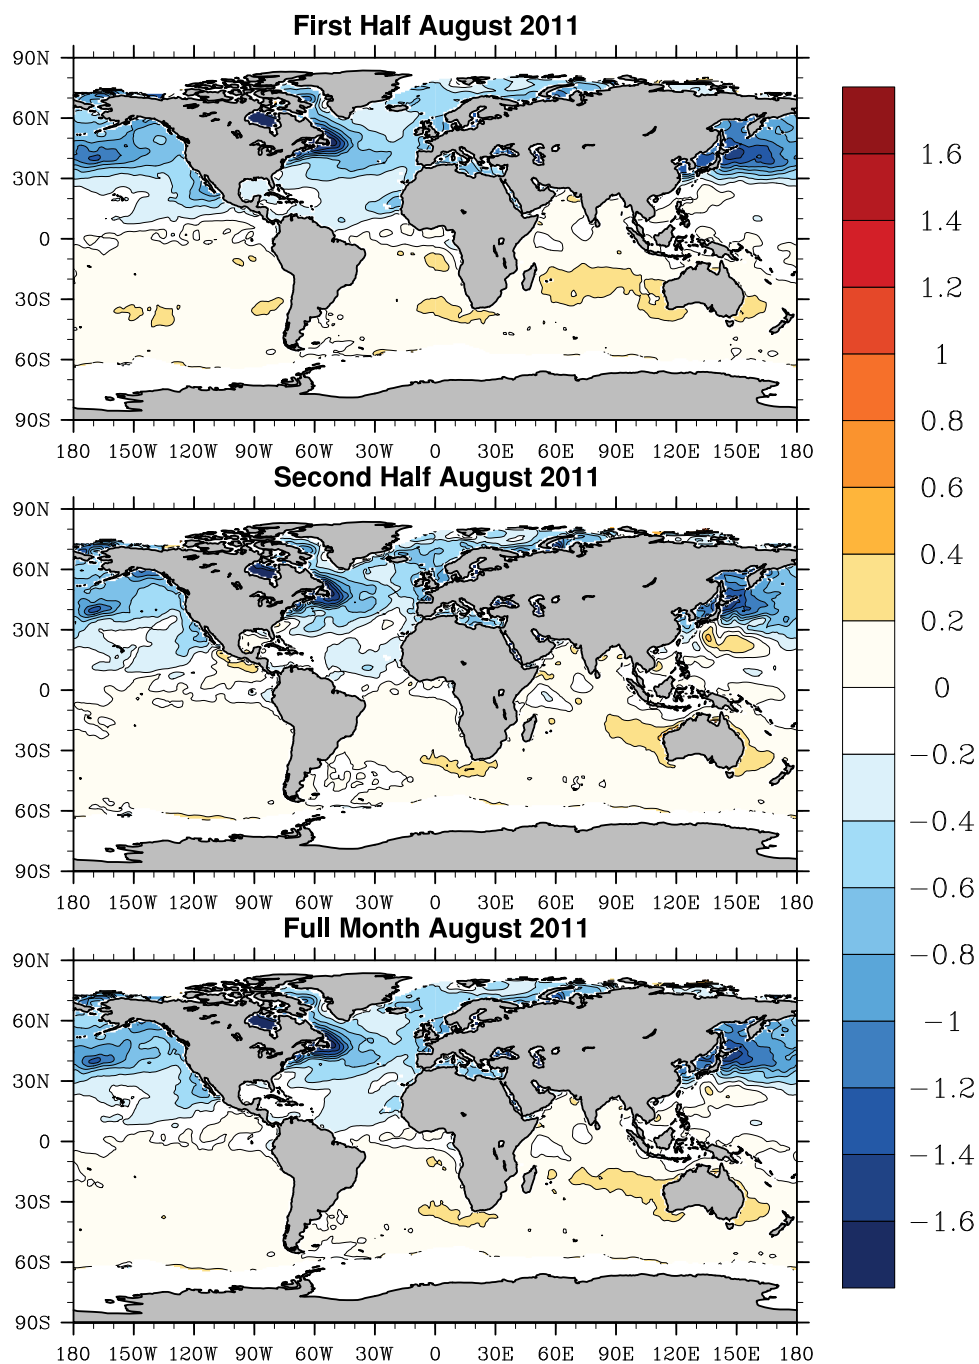 First Half August 2011
90N
60N
30N
0
30S
60S
90S
180 150W 120W 90W 60W 30W 0 30E 60E 90E 120E 150E 180
Second Half August 2011
90N
60N
30N
0
30S
60S
90S
180 150W 120W 90W 60W 30W 0 30E 60E 90E 120E 150E 180
Full Month August 2011
90N
60N
30N
0
30S
60S
90S
180 150W 120W 90W 60W 30W 0 30E 60E 90E 120E 150E 180
1.6
1.4
1.2
1
0.8
0.6
0.4
0.2
0
−0.2
−0.4
−0.6
−0.8
−1
−1.2
−1.4
−1.6